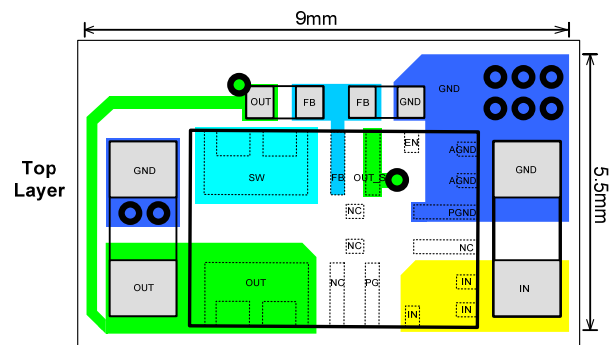 9mm
Top
Layer
5.5mm
OUT
FB
FB
GND
GND
GND
SW
FB
OUT_S
EN
AGND
AGND
PGND
NC
NC
NC
GND
OUT
OUT
NC
PG
IN
IN
IN
IN